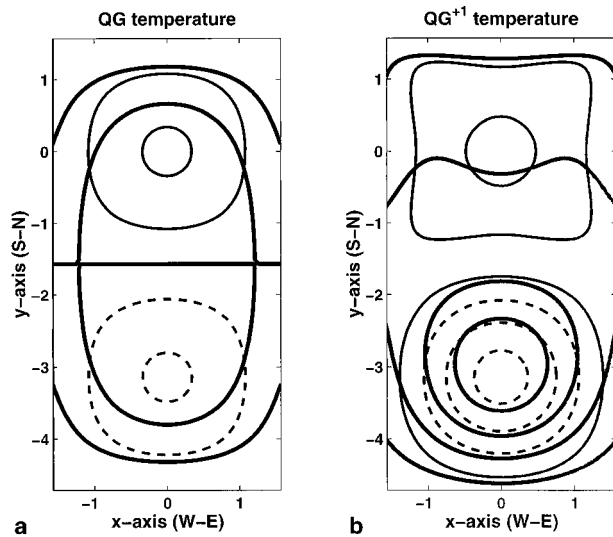 QG temperature
QG+1 temperature
1
0
−1
−2
−3
−4
y−axis (S−N)
−1
0
1
x−axis (W−E)
a
1
0
−1
−2
−3
−4
y−axis (S−N)
−1
0
1
x−axis (W−E)
b